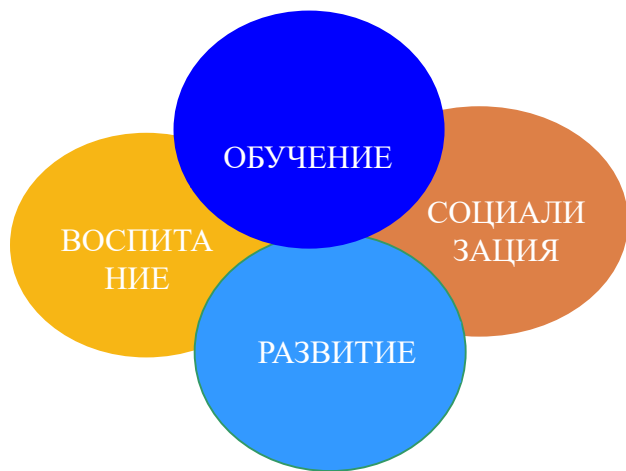 ОБУЧЕНИЕ
ВОСПИТА
НИЕ
СОЦИАЛИ
ЗАЦИЯ
РАЗВИТИЕ